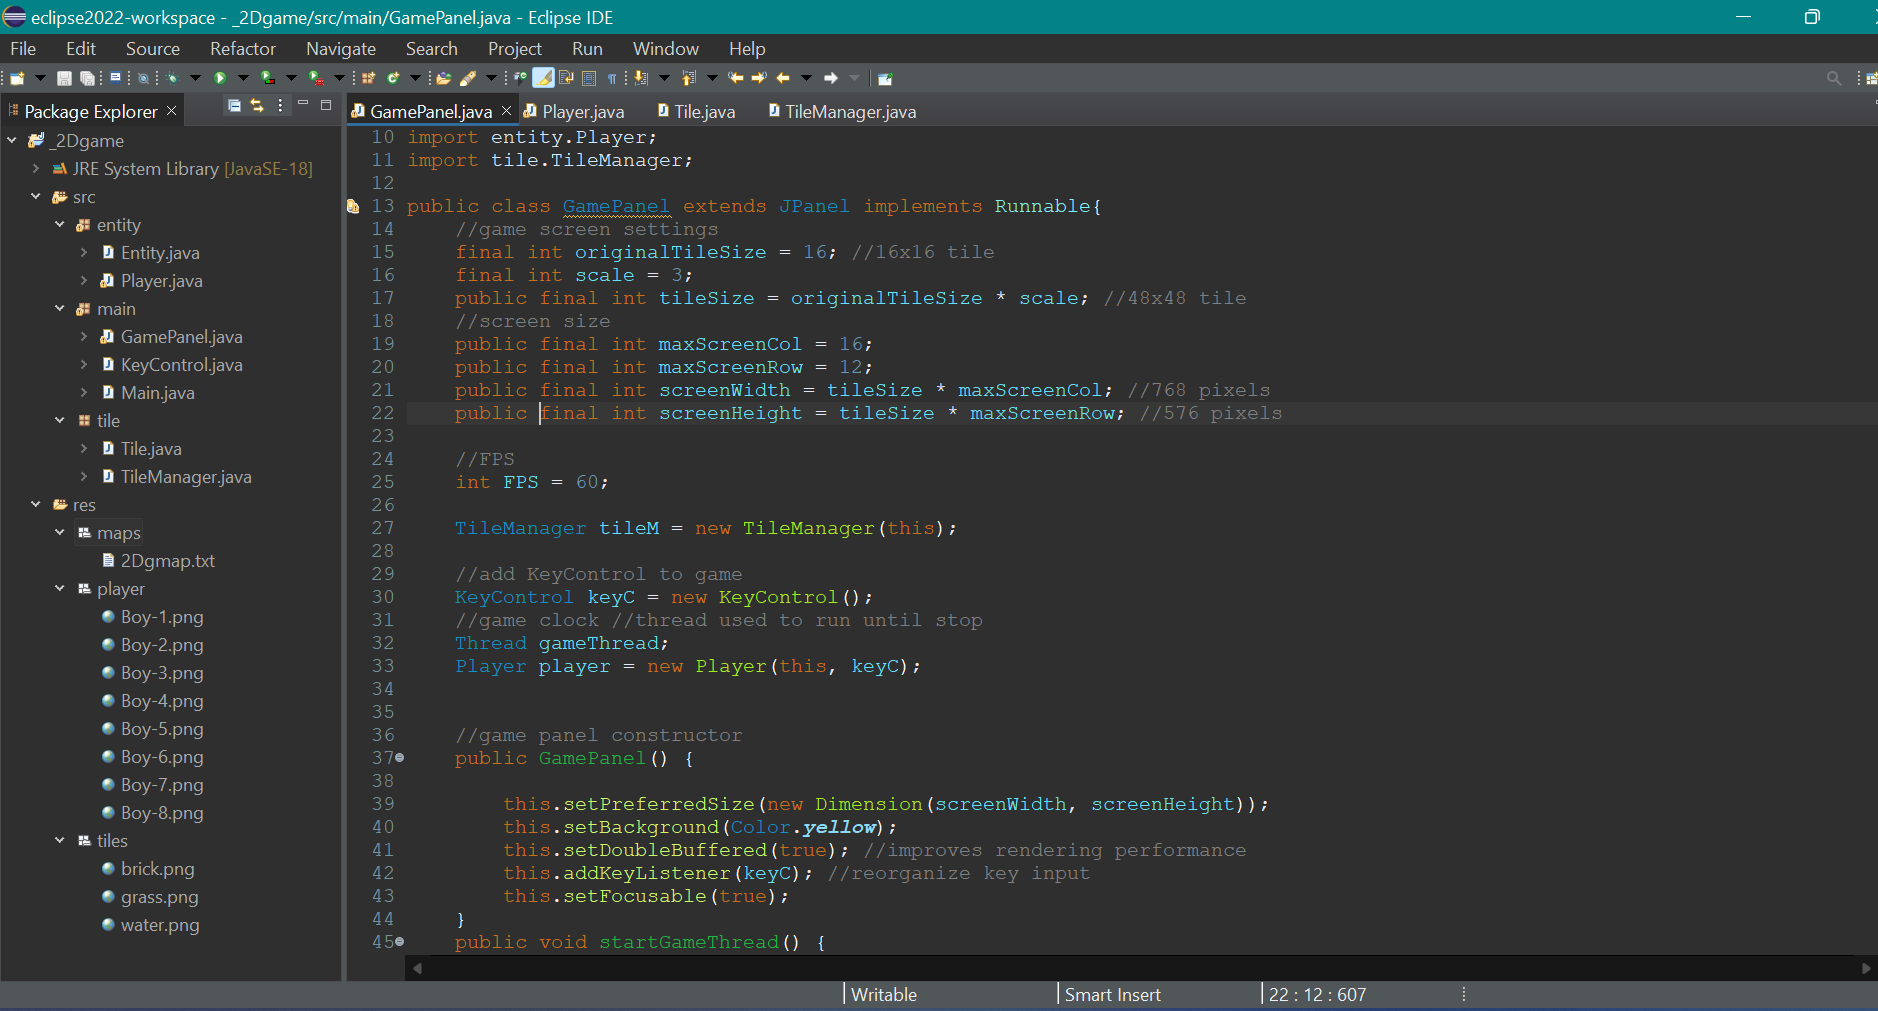 eclipse2022-workspace - _2Dgame/src/main/GamePanel.java - Eclipse IDE
File Edit Source Refactor Navigate Search Project Run Window Help
Package Explorer
_2Dgame
JRE System Library [JavaSE-18]
src
entity
Entity.java
Player.java
main
GamePanel.java
KeyControl.java
Main.java
tile
Tile.java
TileManager.java
res
maps
2Dgmap.txt
player
Boy-1.png
Boy-2.png
Boy-3.png
Boy-4.png
Boy-5.png
Boy-6.png
Boy-7.png
Boy-8.png
tiles
brick.png
grass.png
water.png
GamePanel.java Player.java Tile.java TileManager.java
10 import entity.Player;
11 import tile.TileManager;
12
13 public class GamePanel extends JPanel implements Runnable{
14 //game screen settings
15 final int originalTileSize = 16; //16x16 tile
16 final int scale = 3;
17 public final int tileSize = originalTileSize * scale; //48x48 tile
18 //screen size
19 public final int maxScreenCol = 16;
20 public final int maxScreenRow = 12;
21 public final int screenWidth = tileSize * maxScreenCol; //768 pixels
22 public final int screenHeight = tileSize * maxScreenRow; //576 pixels
23
24 //FPS
25 int FPS = 60;
26
27 TileManager tileM = new TileManager(this);
28
29 //add KeyControl to game
30 KeyControl keyC = new KeyControl();
31 //game clock //thread used to run until stop
32 Thread gameThread;
33 Player player = new Player(this, keyC);
34
35
36 //game panel constructor
37 public GamePanel() {
38
39 this.setPreferredSize(new Dimension(screenWidth, screenHeight));
40 this.setBackground(Color.yellow);
41 this.setDoubleBuffered(true); //improves rendering performance
42 this.addKeyListener(keyC); //reorganize key input
43 this.setFocusable(true);
44 }
45 public void startGameThread() {
Writable Smart Insert 22 : 12 : 607